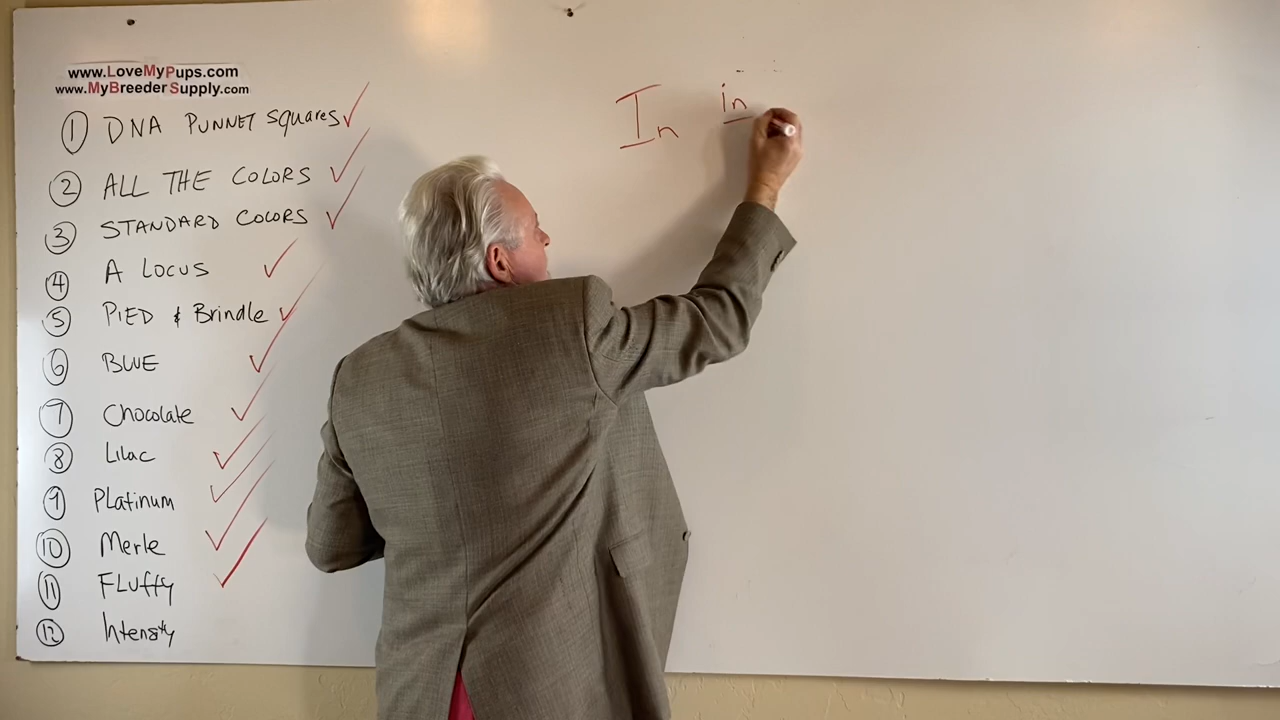 www.LoveMyPups.com
www.MyBreederSupply.com
1 DNA PUNNET Squares
2 ALL THE COLORS
3 STANDARD COLORS
4 A LOCUS
5 PIED & Brindle
6 BLUE
7 Chocolate
8 Lilac
9 Platinum
10 Merle
11 FLuffy
12 Intensity
In in